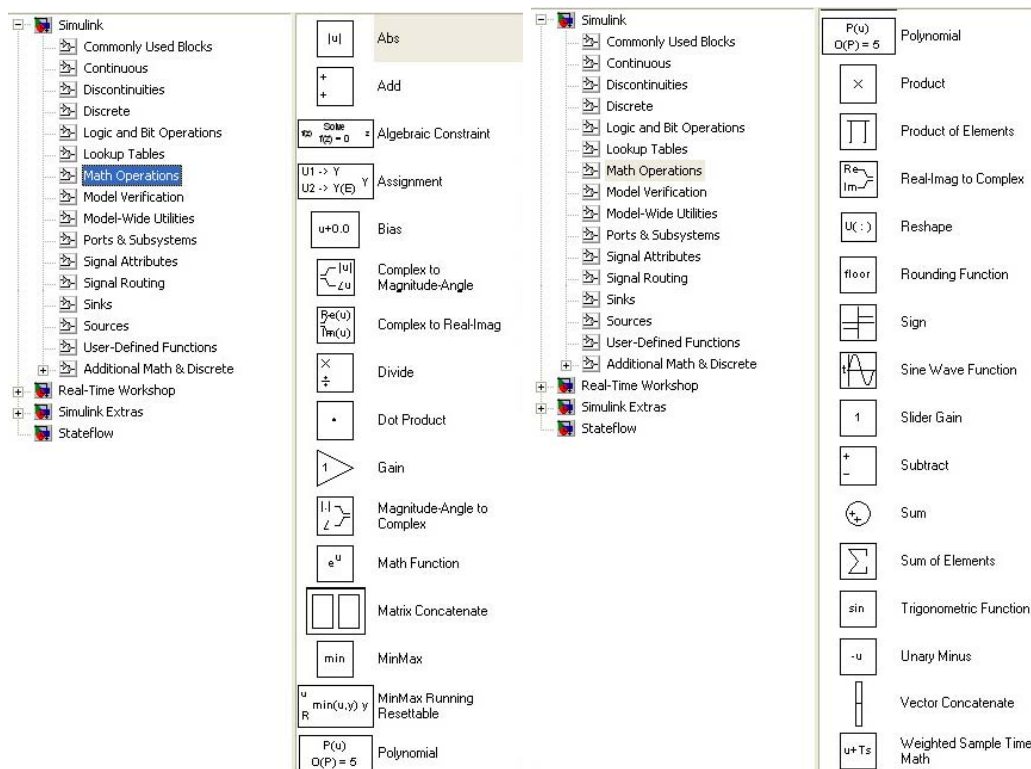 Simulink
Commonly Used Blocks
Continuous
Discontinuities
Discrete
Logic and Bit Operations
Lookup Tables
Math Operations
Model Verification
Model-Wide Utilities
Ports & Subsystems
Signal Attributes
Signal Routing
Sinks
Sources
User-Defined Functions
Additional Math & Discrete
Real-Time Workshop
Simulink Extras
Stateflow
|u| Abs
+
+ Add
f(z) Solve
f(z) = 0 z Algebraic Constraint
U1 -> Y
U2 -> Y(E) Y Assignment
u+0.0 Bias
|u|
∠u
Complex to
Magnitude-Angle
Re(u)
Im(u)
Complex to Real-Imag
×
÷ Divide
Dot Product
1 Gain
|.|
∠
Magnitude-Angle to
Complex
e^u Math Function
Matrix Concatenate
min MinMax
u
R min(u,y) y
MinMax Running
Resettable
P(u)
O(P) = 5 Polynomial
Simulink
Commonly Used Blocks
Continuous
Discontinuities
Discrete
Logic and Bit Operations
Lookup Tables
Math Operations
Model Verification
Model-Wide Utilities
Ports & Subsystems
Signal Attributes
Signal Routing
Sinks
Sources
User-Defined Functions
Additional Math & Discrete
Real-Time Workshop
Simulink Extras
Stateflow
P(u)
O(P) = 5 Polynomial
× Product
∏ Product of Elements
Re
Im Real-Imag to Complex
U( : ) Reshape
floor Rounding Function
Sign
t Sine Wave Function
1 Slider Gain
+
− Subtract
+
+ Sum
∑ Sum of Elements
sin Trigonometric Function
-u Unary Minus
Vector Concatenate
u+Ts
Weighted Sample Time
Math